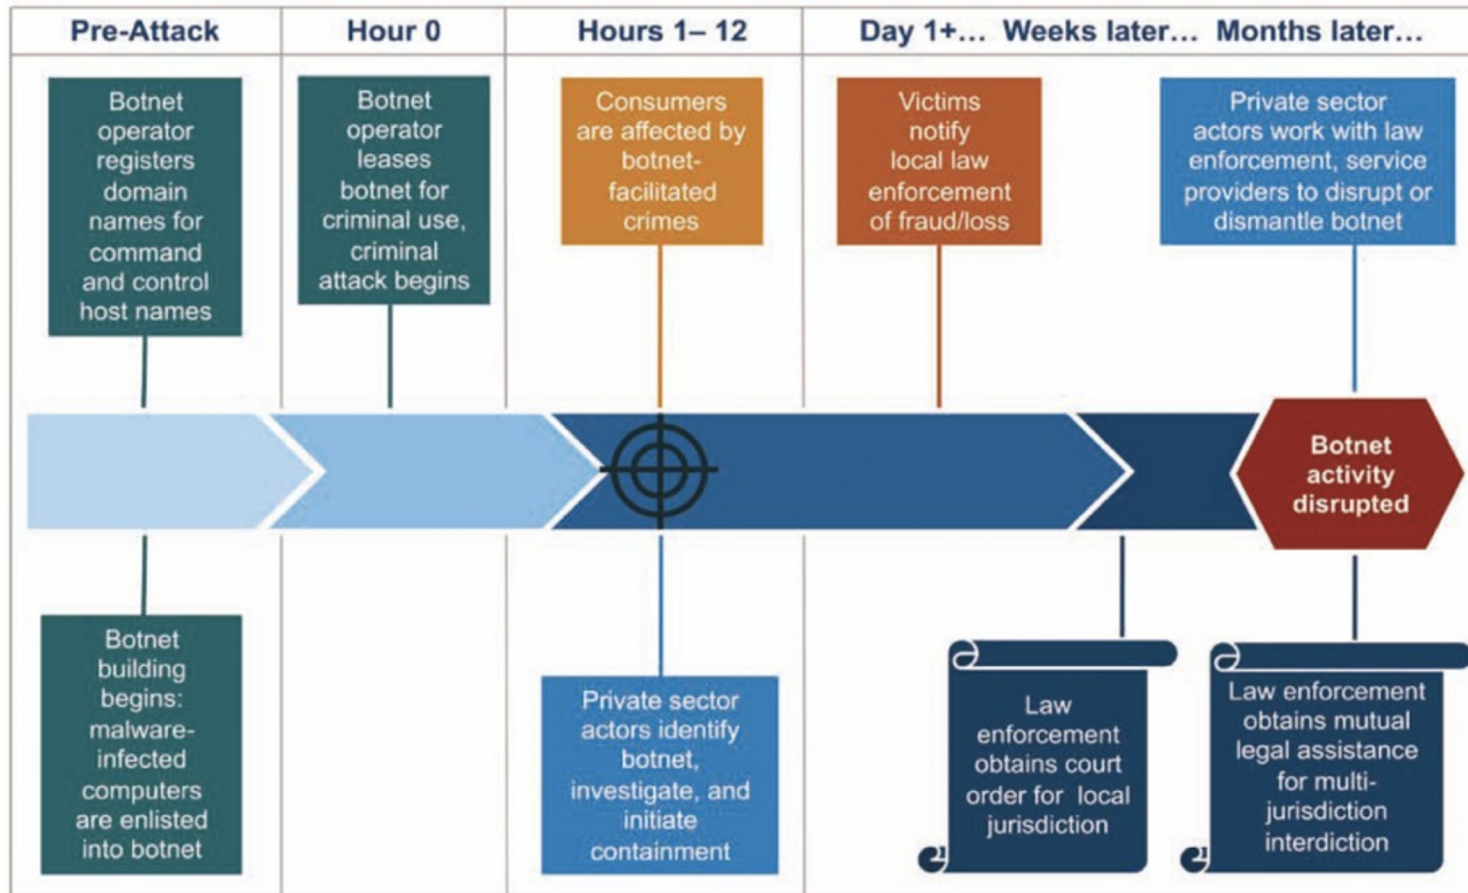 Pre-Attack
Hour 0
Hours 1– 12
Day 1+... Weeks later... Months later...
Botnet
operator
registers
domain
names for
command
and control
host names
Botnet
operator
leases
botnet for
criminal use,
criminal
attack begins
Consumers
are affected by
botnet-
facilitated
crimes
Victims
notify
local law
enforcement
of fraud/loss
Private sector
actors work with law
enforcement, service
providers to disrupt or
dismantle botnet
Botnet
activity
disrupted
Botnet
building
begins:
malware-
infected
computers
are enlisted
into botnet
Private sector
actors identify
botnet,
investigate, and
initiate
containment
Law
enforcement
obtains court
order for local
jurisdiction
Law enforcement
obtains mutual
legal assistance
for multi-
jurisdiction
interdiction